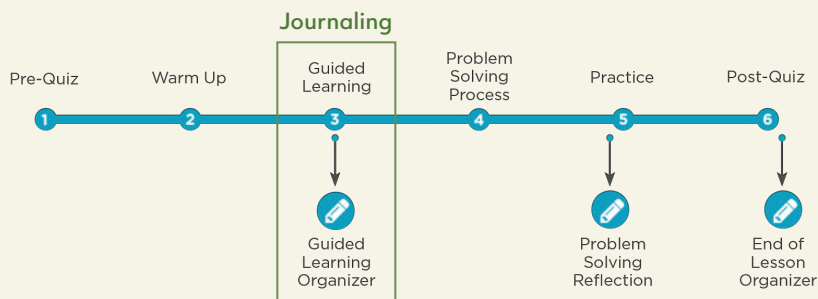 Journaling
Pre-Quiz
Warm Up
Guided
Learning
Problem
Solving
Process
Practice
Post-Quiz
1
2
3
4
5
6
Guided
Learning
Organizer
Problem
Solving
Reflection
End of
Lesson
Organizer